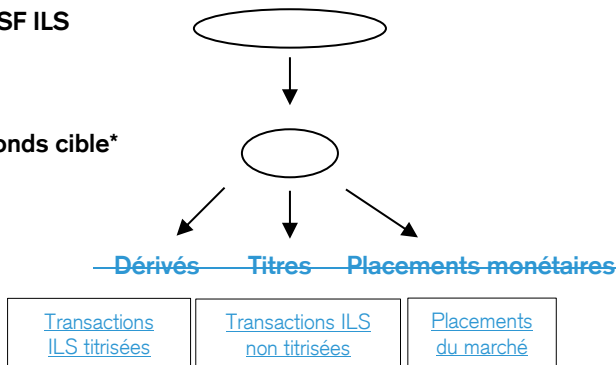 SF ILS
onds cible*
Dérivés Titres Placements monétaires
Transactions ILS titrisées
Transactions ILS non titrisées
Placements du marché